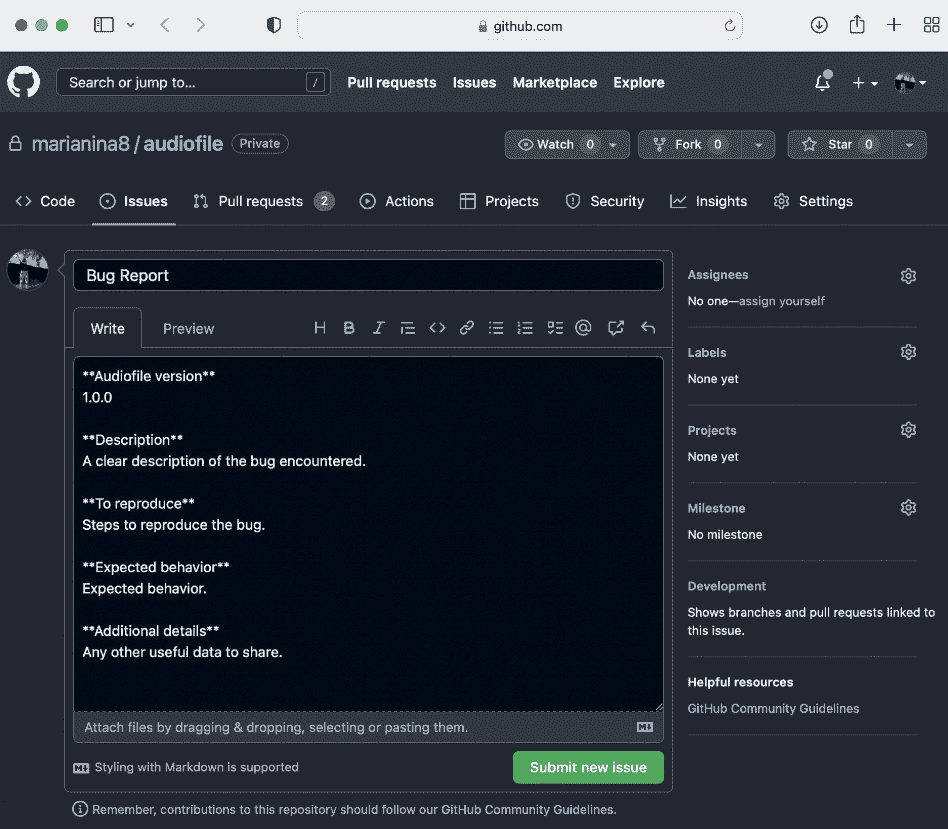 github.com
Search or jump to... /
Pull requests Issues Marketplace Explore
marianina8 / audiofile Private
Watch 0 Fork 0 Star 0
Code Issues Pull requests 2 Actions Projects Security Insights Settings
Bug Report
Write Preview
**Audiofile version**
1.0.0
**Description**
A clear description of the bug encountered.
**To reproduce**
Steps to reproduce the bug.
**Expected behavior**
Expected behavior.
**Additional details**
Any other useful data to share.
Attach files by dragging & dropping, selecting or pasting them.
Styling with Markdown is supported
Submit new issue
Remember, contributions to this repository should follow our GitHub Community Guidelines.
Assignees
No one—assign yourself
Labels
None yet
Projects
None yet
Milestone
No milestone
Development
Shows branches and pull requests linked to
this issue.
Helpful resources
GitHub Community Guidelines